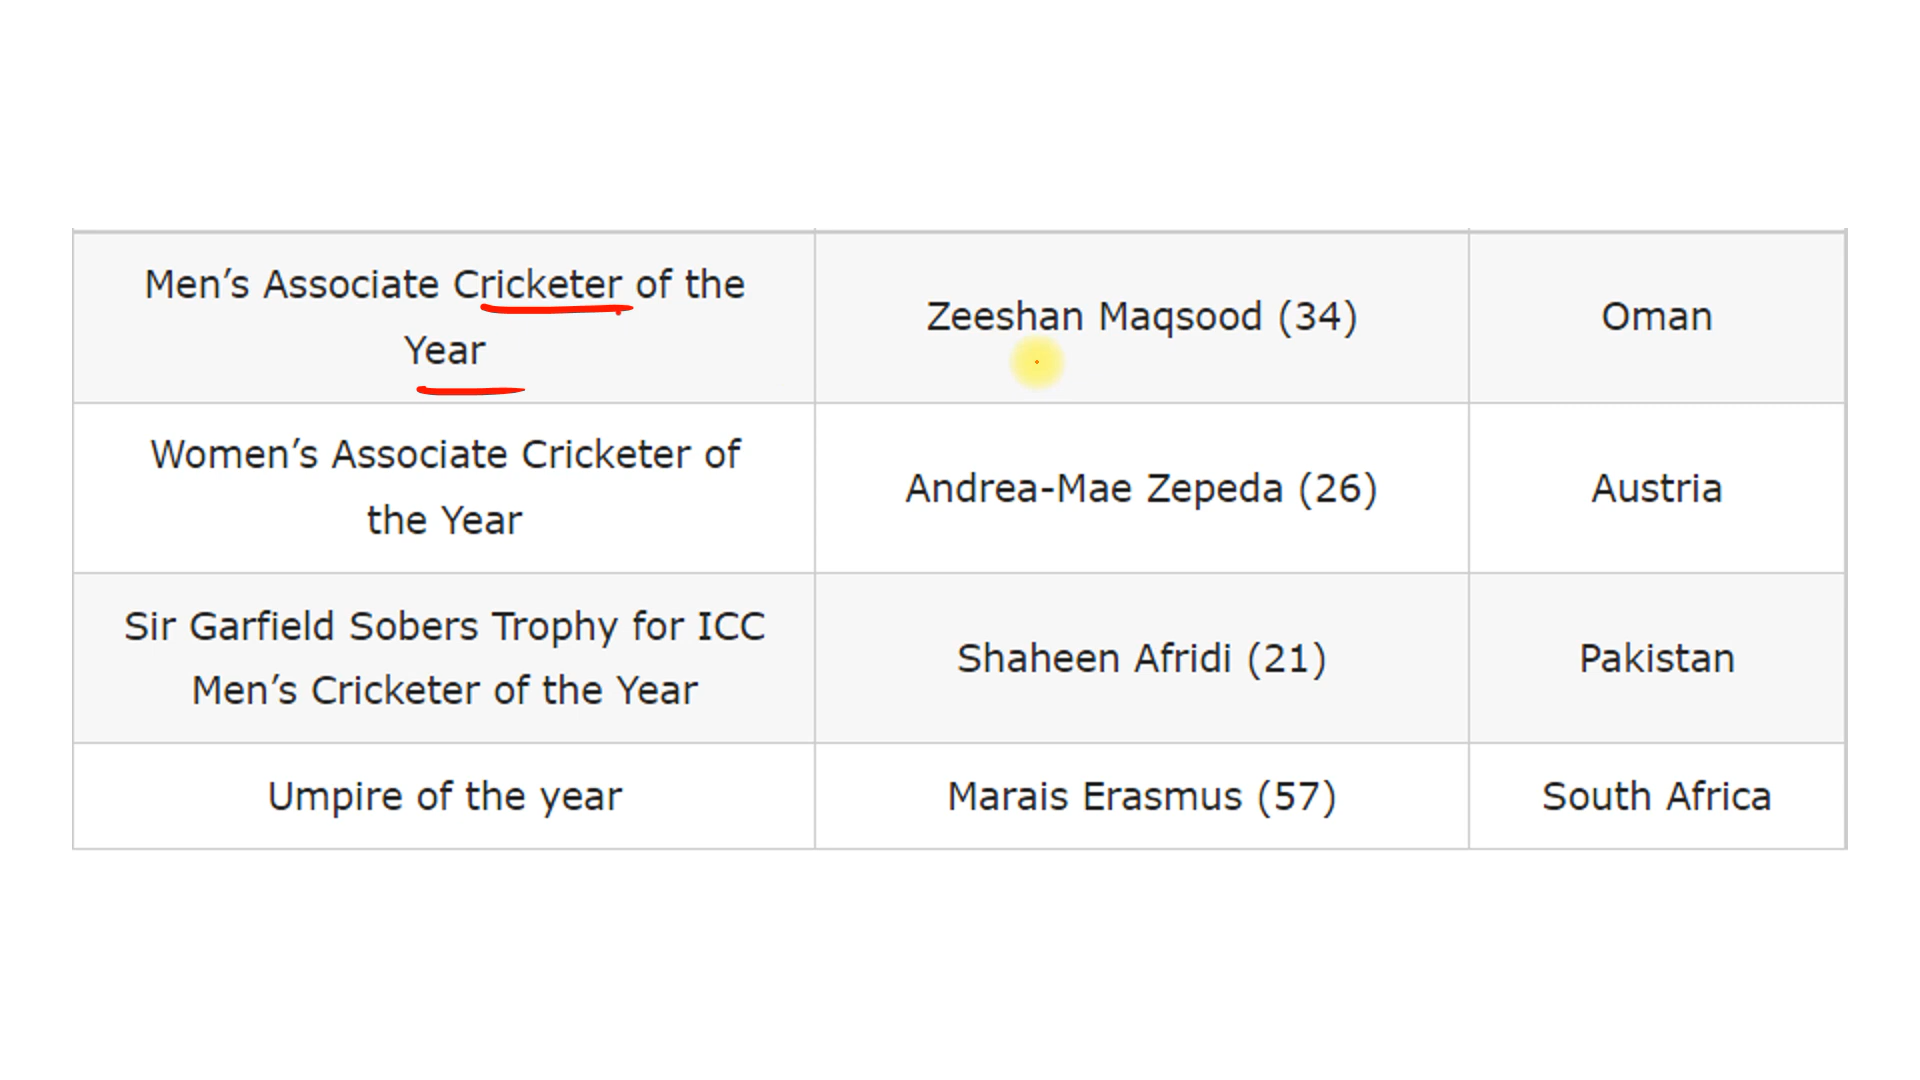 Men’s Associate Cricketer of the
Year
Zeeshan Maqsood (34)
Oman
Women’s Associate Cricketer of
the Year
Andrea-Mae Zepeda (26)
Austria
Sir Garfield Sobers Trophy for ICC
Men’s Cricketer of the Year
Shaheen Afridi (21)
Pakistan
Umpire of the year
Marais Erasmus (57)
South Africa